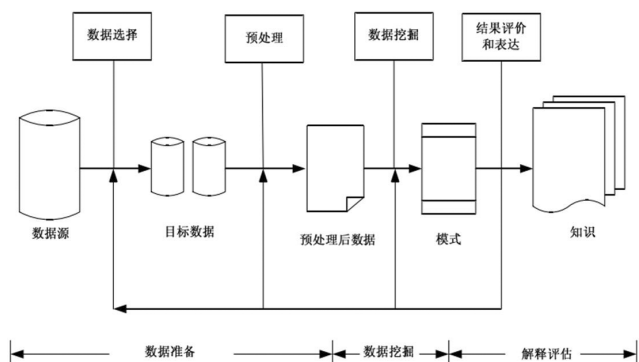 数据选择
预处理
数据挖掘
结果评价
和表达
数据源
目标数据
预处理后数据
模式
知识
数据准备
数据挖掘
解释评估